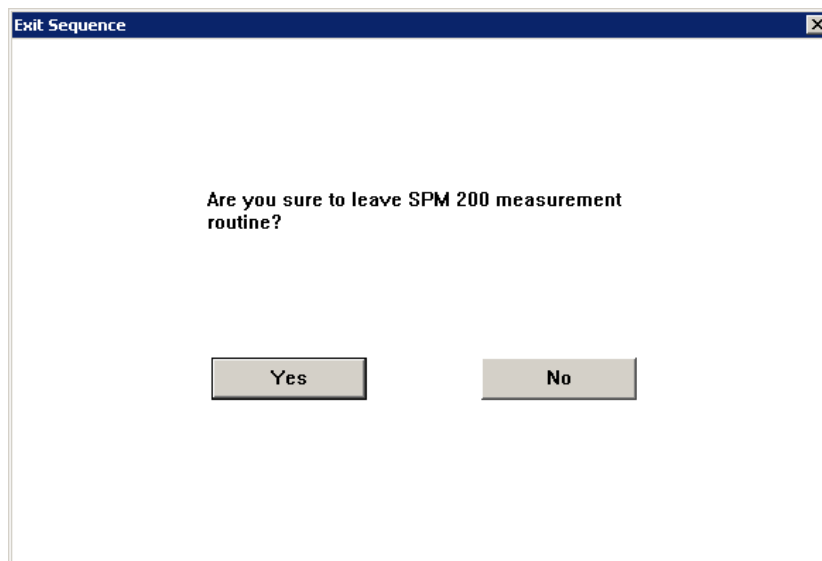 Exit Sequence
Are you sure to leave SPM 200 measurement
routine?
Yes
No